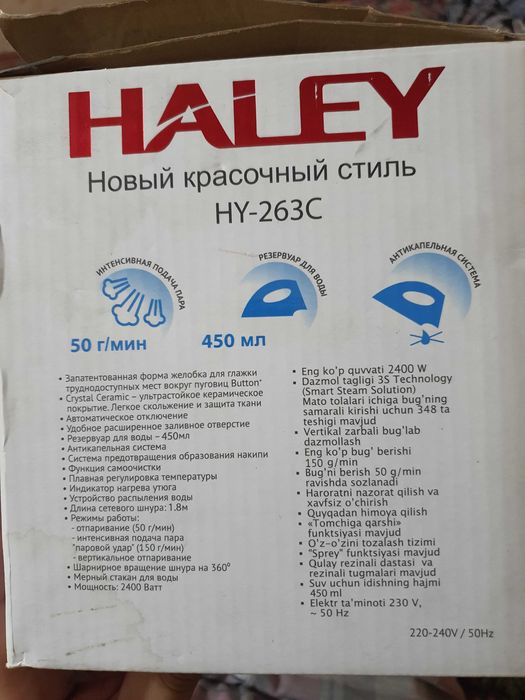 HALEY
Новый красочный стиль
HY-263C
ИНТЕНСИВНАЯ ПОДАЧА ПАРА
50 г/мин
РЕЗЕРВУАР ДЛЯ ВОДЫ
450 мл
АНТИКАПЕЛЬНАЯ СИСТЕМА
• Запатентованная форма желобка для глажки
труднодоступных мест вокруг пуговиц Button+
• Crystal Ceramic – ультрастойкое керамическое
покрытие. Легкое скольжение и защита ткани
• Автоматическое отключение
• Удобное расширенное заливное отверстие
• Резервуар для воды – 450мл
• Антикапельная система
• Система предотвращения образования накипи
• Функция самоочистки
• Плавная регулировка температуры
• Индикатор нагрева утюга
• Устройство распыления воды
• Длина сетевого шнура: 1.8м
• Режимы работы:
- отпаривание (50 г/мин)
- интенсивная подача пара
"паровой удар" (150 г/мин)
- вертикальное отпаривание
• Шарнирное вращение шнура на 360°
• Мерный стакан для воды
• Мощность: 2400 Ватт
• Eng ko'p quvvati 2400 W
• Dazmol tagligi 3S Technology
(Smart Steam Solution)
Mato tolalari ichiga bug'ning
samarali kirishi uchun 348 ta
teshigi mavjud
• Vertikal zarbali bug'lab
dazmollash
• Eng ko'p bug' berishi
150 g/min
• Bug'ni berish 50 g/min
ravishda sozlanadi
• Haroratni nazorat qilish va
xavfsiz o'chirish
• Quyqadan himoya qilish
• «Tomchiga qarshi»
funktsiyasi mavjud
• O'z-o'zini tozalash tizimi
• "Sprey" funktsiyasi mavjud
• Qulay rezinali dastasi va
rezinali tugmalari mavjud
• Suv uchun idishning hajmi
450 ml
• Elektr ta'minoti 230 V,
~ 50 Hz
220-240V / 50Hz